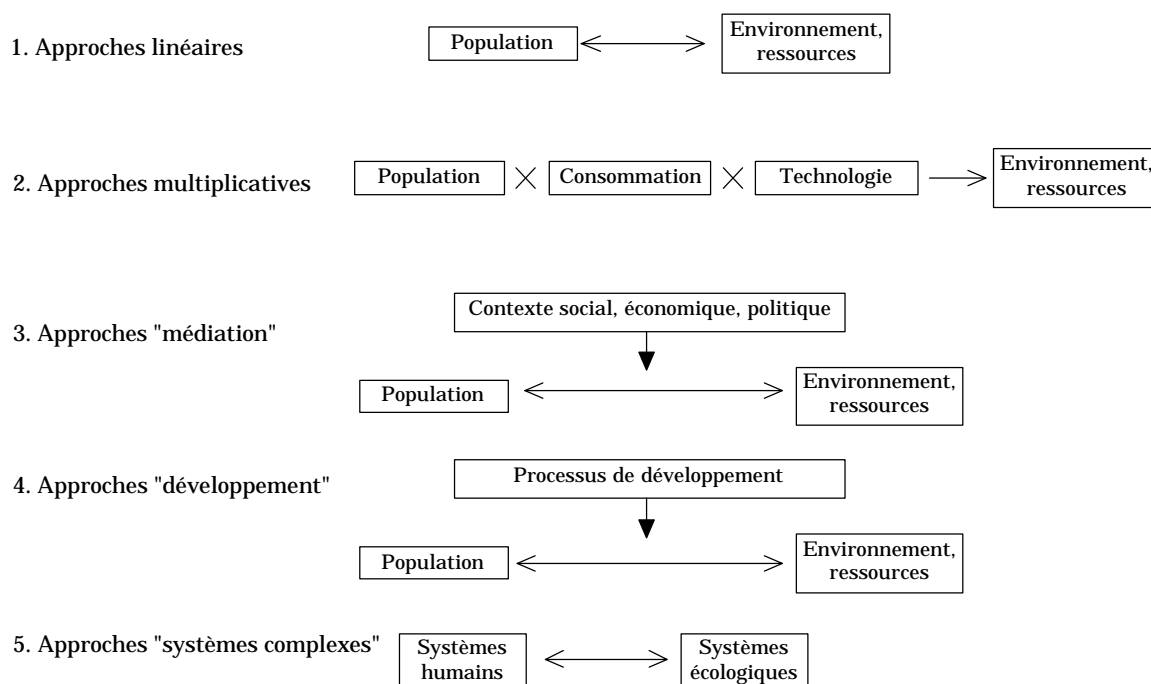 1. Approches linéaires
Population
Environnement,
ressources
2. Approches multiplicatives
Population
Consommation
Technologie
Environnement,
ressources
3. Approches "médiation"
Contexte social, économique, politique
Population
Environnement,
ressources
4. Approches "développement"
Processus de développement
Population
Environnement,
ressources
5. Approches "systèmes complexes"
Systèmes
humains
Systèmes
écologiques